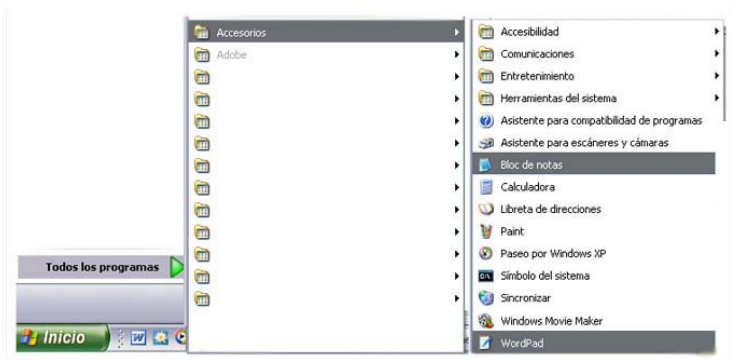 Accesorios
Adobe
Accesibilidad
Comunicaciones
Entretenimiento
Herramientas del sistema
Asistente para compatibilidad de programas
Asistente para escáneres y cámaras
Bloc de notas
Calculadora
Libreta de direcciones
Paint
Paseo por Windows XP
Símbolo del sistema
Sincronizar
Windows Movie Maker
WordPad
Todos los programas
Inicio